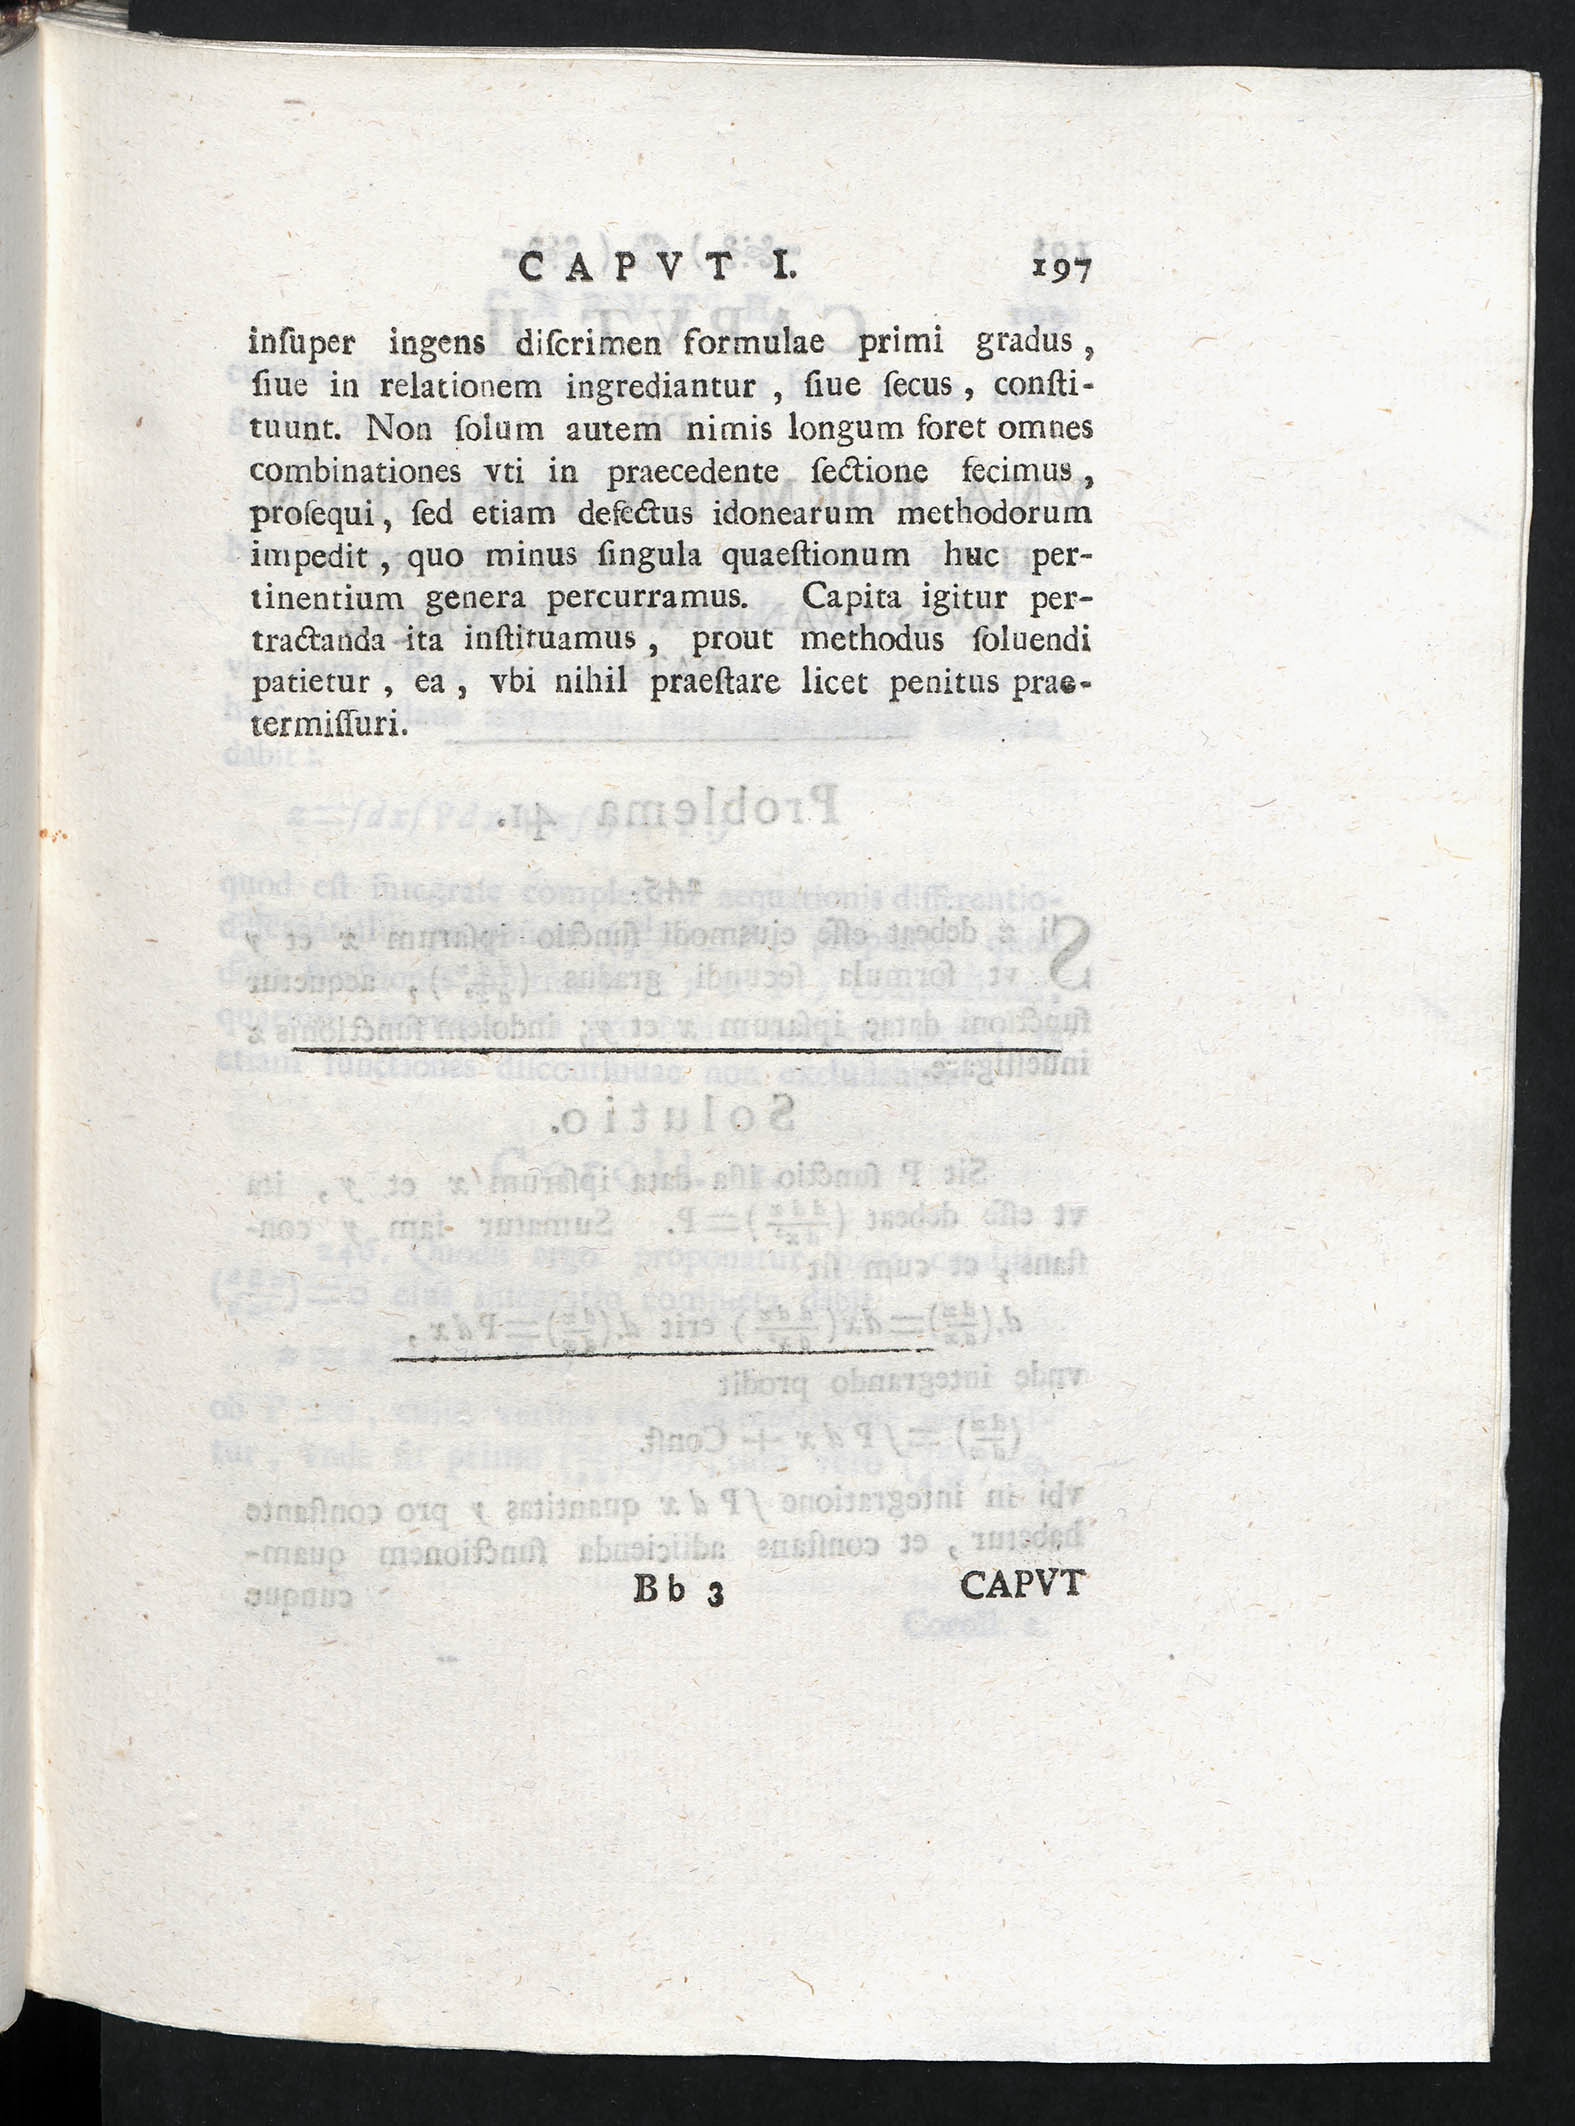 CAPVT I. 197
inſuper ingens diſcrimen formulae primi gradus,
ſiue in relationem ingrediantur, ſiue ſecus, conſti-
tuunt. Non ſolum autem nimis longum foret omnes
combinationes vti in praecedente ſectione fecimus,
proſequi, ſed etiam defectus idonearum methodorum
impedit, quo minus ſingula quaeſtionum huc per-
tinentium genera percurramus. Capita igitur per-
tractanda ita inſtituamus, prout methodus ſoluendi
patietur, ea, vbi nihil praeſtare licet penitus prae-
termiſſuri.
Bb 3 CAPVT